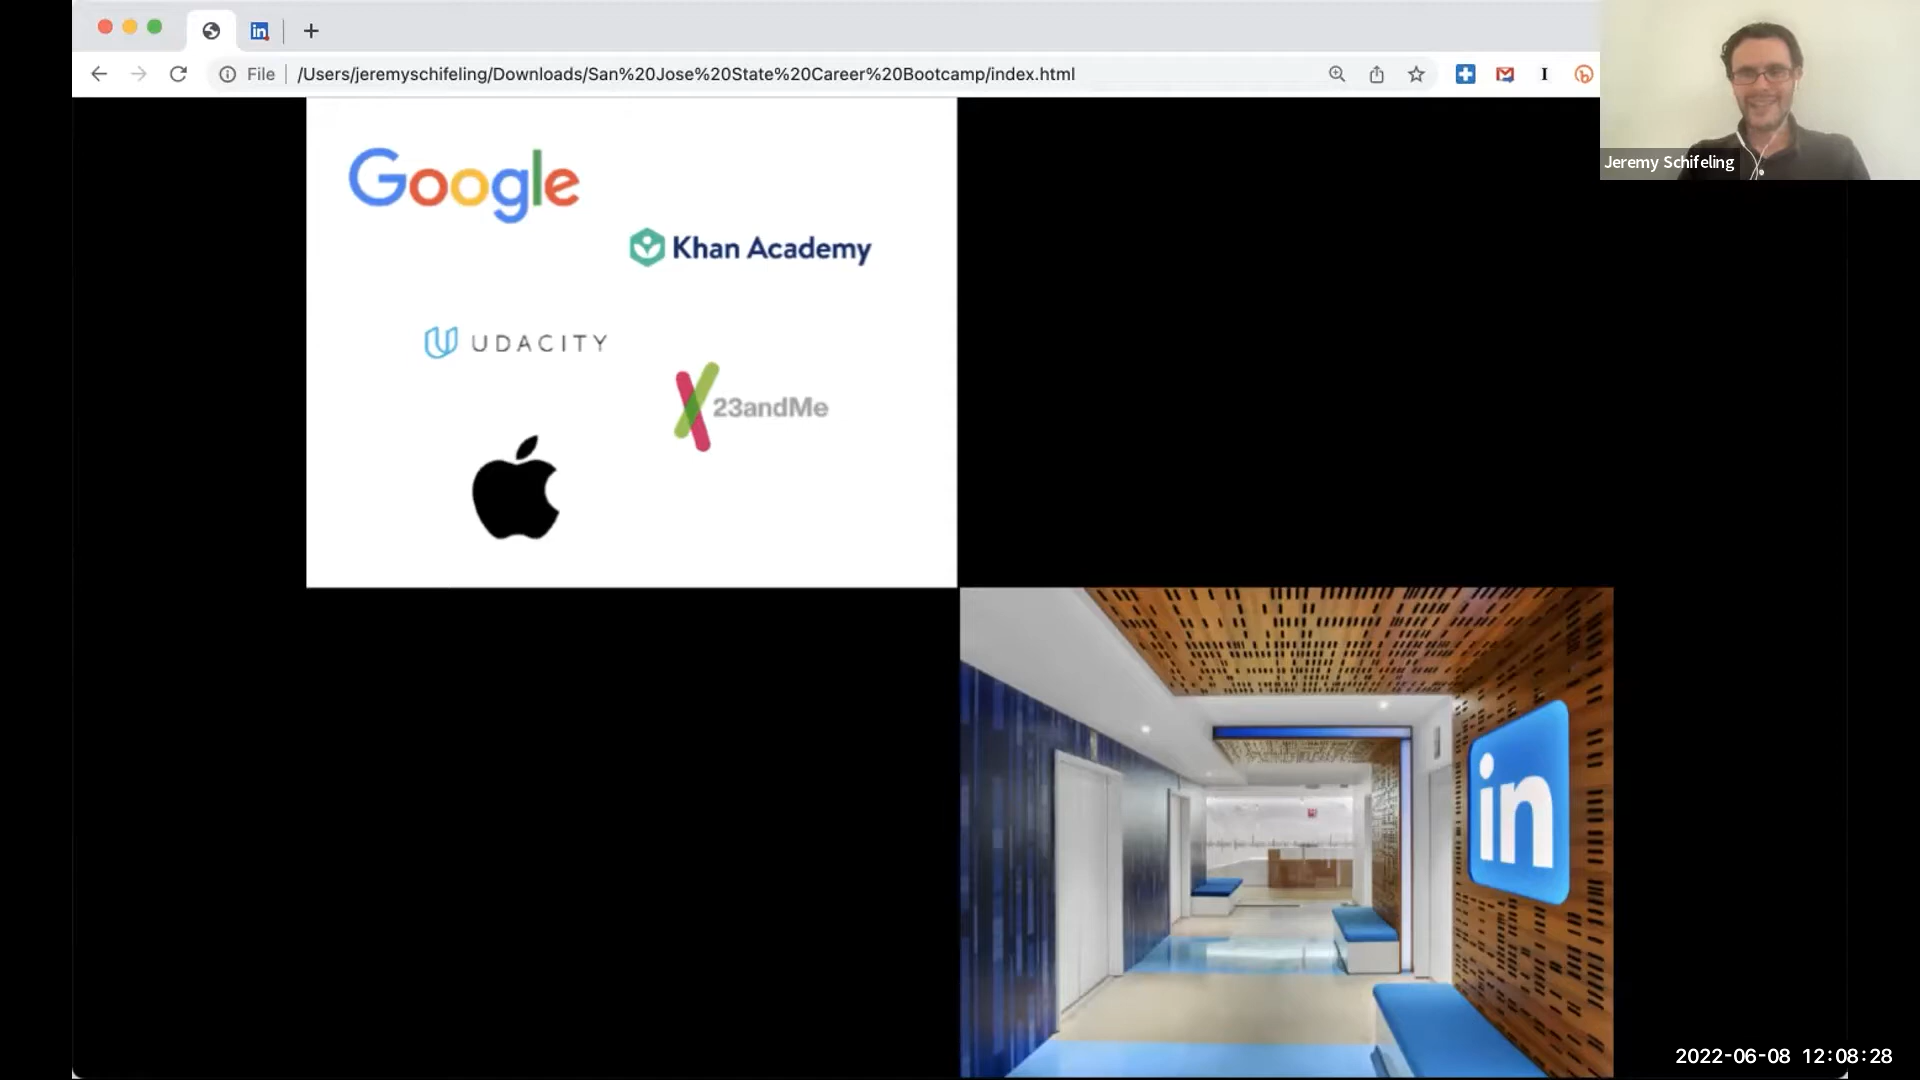 in
File
/Users/jeremyschifeling/Downloads/San%20Jose%20State%20Career%20Bootcamp/index.html
I
b
Jeremy Schifeling
Google
Khan Academy
UDACITY
23andMe
in
2022-06-08 12:08:28